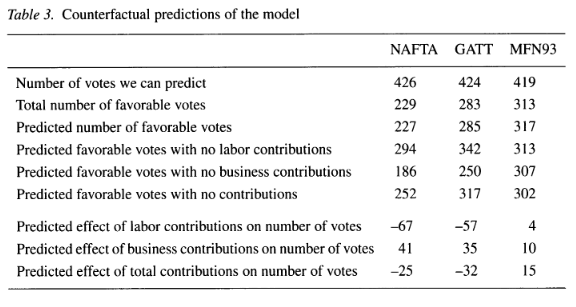 Table 3. Counterfactual predictions of the model
NAFTA GATT MFN93
Number of votes we can predict 426 424 419
Total number of favorable votes 229 283 313
Predicted number of favorable votes 227 285 317
Predicted favorable votes with no labor contributions 294 342 313
Predicted favorable votes with no business contributions 186 250 307
Predicted favorable votes with no contributions 252 317 302
Predicted effect of labor contributions on number of votes –67 –57 4
Predicted effect of business contributions on number of votes 41 35 10
Predicted effect of total contributions on number of votes –25 –32 15